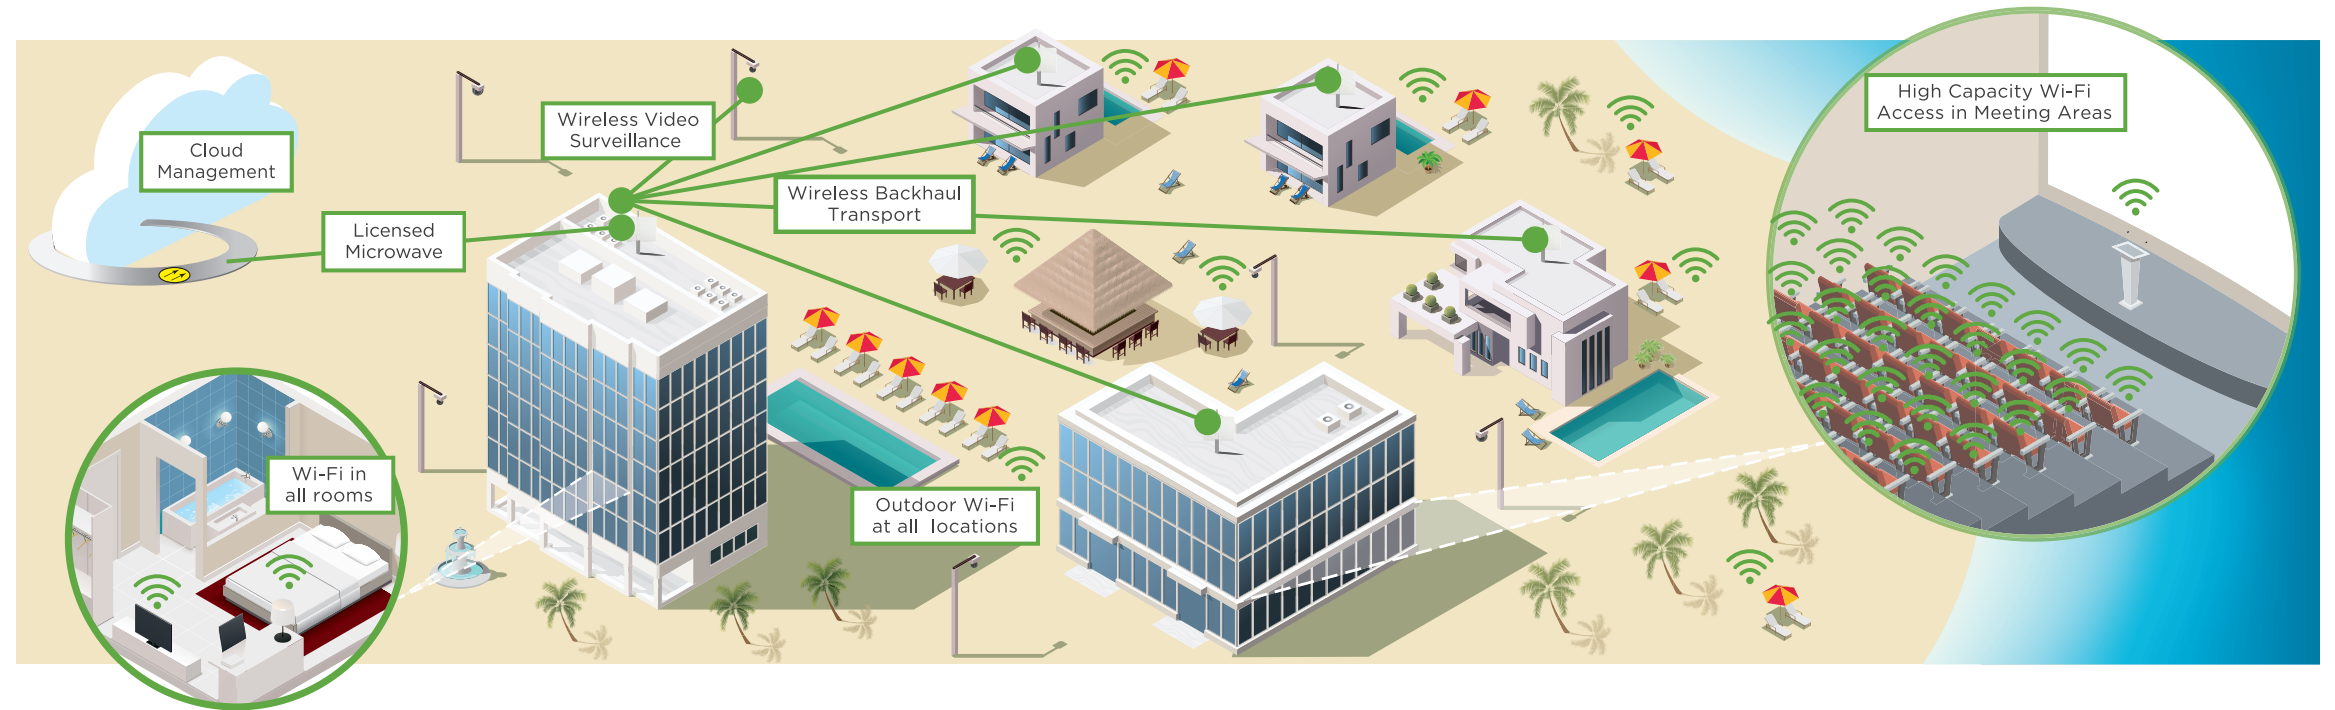 Cloud
Management
Licensed
Microwave
Wireless Video
Surveillance
Wireless Backhaul
Transport
High Capacity Wi-Fi
Access in Meeting Areas
Wi-Fi in
all rooms
Outdoor Wi-Fi
at all locations